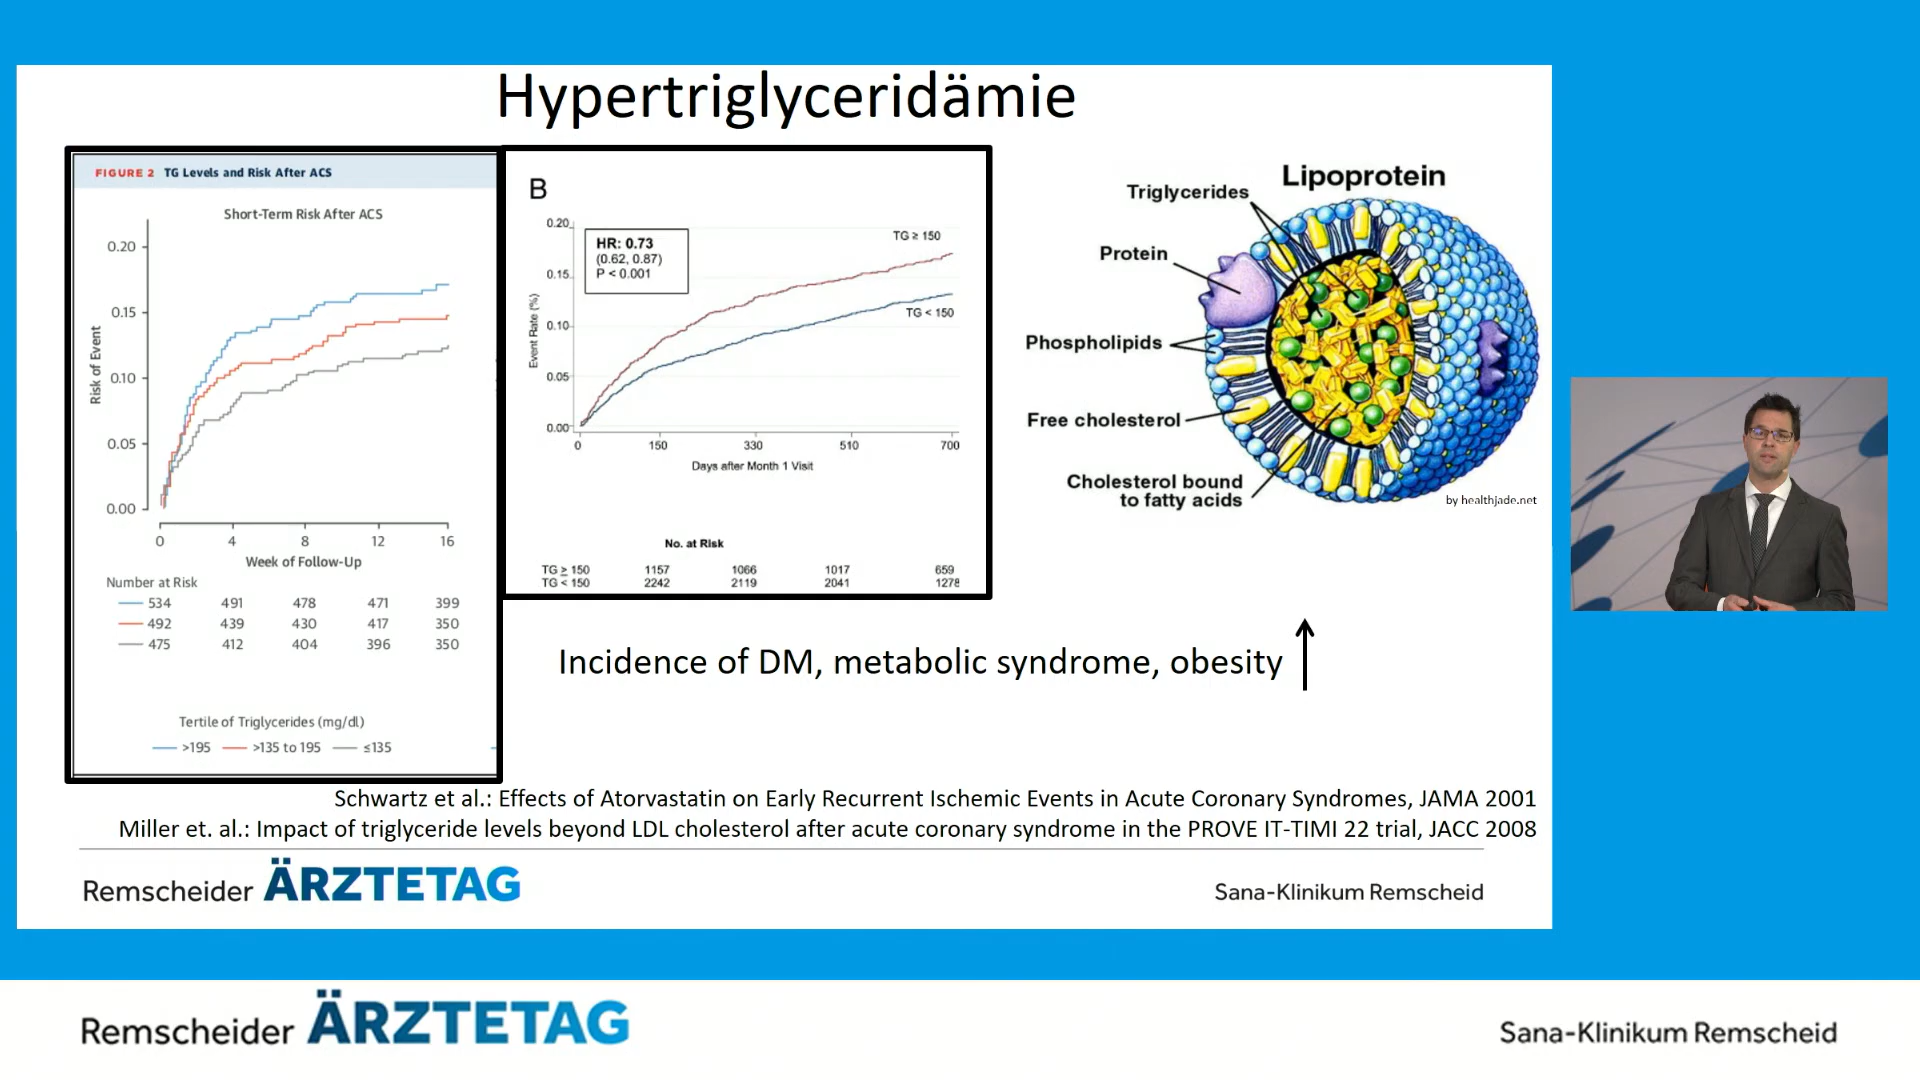 Hypertriglyceridämie
FIGURE 2 TG Levels and Risk After ACS
Short-Term Risk After ACS
0.20
0.15
0.10
0.05
0.00
Risk of Event
0 4 8 12 16
Week of Follow-Up
Number at Risk
534 491 478 471 399
492 439 430 417 350
475 412 404 396 350
Tertile of Triglycerides (mg/dl)
>195 >135 to 195 ≤135
B
0.20
0.15
0.10
0.05
0.00
Event Rate (%)
HR: 0.73
(0.62, 0.87)
P < 0.001
TG ≥ 150
TG < 150
0 150 330 510 700
Days after Month 1 Visit
No. at Risk
TG ≥ 150 1157 1066 1017 659
TG < 150 2242 2119 2041 1278
Lipoprotein
Triglycerides
Protein
Phospholipids
Free cholesterol
Cholesterol bound
to fatty acids
by healthjade.net
Incidence of DM, metabolic syndrome, obesity
Schwartz et al.: Effects of Atorvastatin on Early Recurrent Ischemic Events in Acute Coronary Syndromes, JAMA 2001
Miller et. al.: Impact of triglyceride levels beyond LDL cholesterol after acute coronary syndrome in the PROVE IT-TIMI 22 trial, JACC 2008
Remscheider ÄRZTETAG
Sana-Klinikum Remscheid
Remscheider ÄRZTETAG
Sana-Klinikum Remscheid